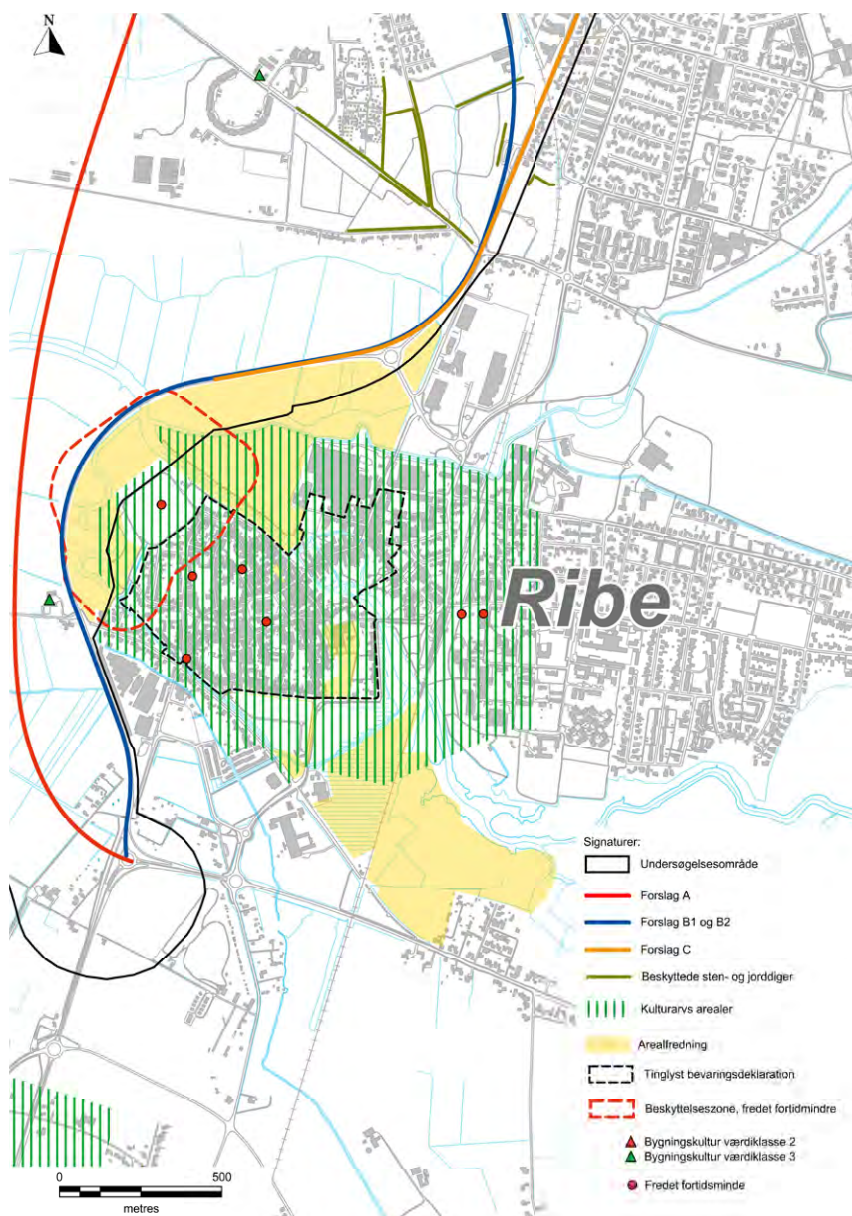 N
Ribe
Signaturer:
Undersøgelsesområde
Forslag A
Forslag B1 og B2
Forslag C
Beskyttede sten- og jorddiger
Kulturarvs arealer
Arealfredning
Tinglyst bevaringsdeklaration
Beskyttelseszone, fredet fortidmindre
Bygningskultur værdiklasse 2
Bygningskultur værdiklasse 3
Fredet fortidsminde
0 500
metres